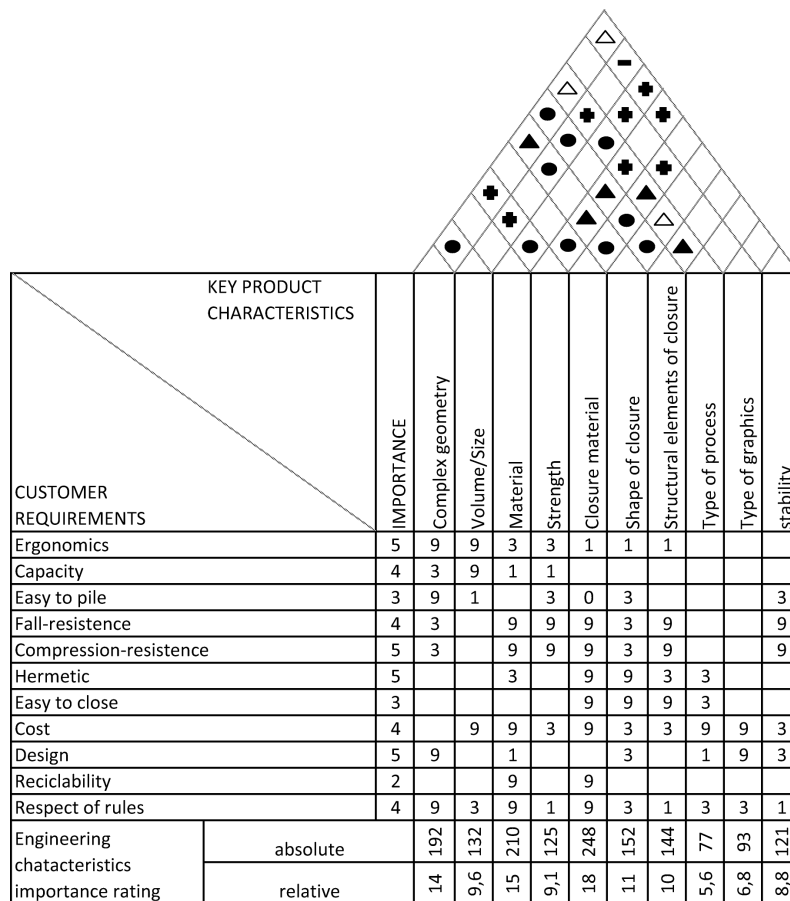 KEY PRODUCT
CHARACTERISTICS
CUSTOMER
REQUIREMENTS
IMPORTANCE
Complex geometry
Volume/Size
Material
Strength
Closure material
Shape of closure
Structural elements of closure
Type of process
Type of graphics
stability
Ergonomics 5 9 9 3 3 1 1 1
Capacity 4 3 9 1 1
Easy to pile 3 9 1 3 0 3 3
Fall-resistence 4 3 9 9 9 3 9 9
Compression-resistence 5 3 9 9 9 3 9 9
Hermetic 5 3 9 9 3 3
Easy to close 3 9 9 9 3
Cost 4 9 9 3 9 3 3 9 9 3
Design 5 9 1 3 1 9 3
Reciclability 2 9 9
Respect of rules 4 9 3 9 1 9 3 1 3 3 1
Engineering
chatacteristics
importance rating
absolute 192 132 210 125 248 152 144 77 93 121
relative 14 9,6 15 9,1 18 11 10 5,6 6,8 8,8